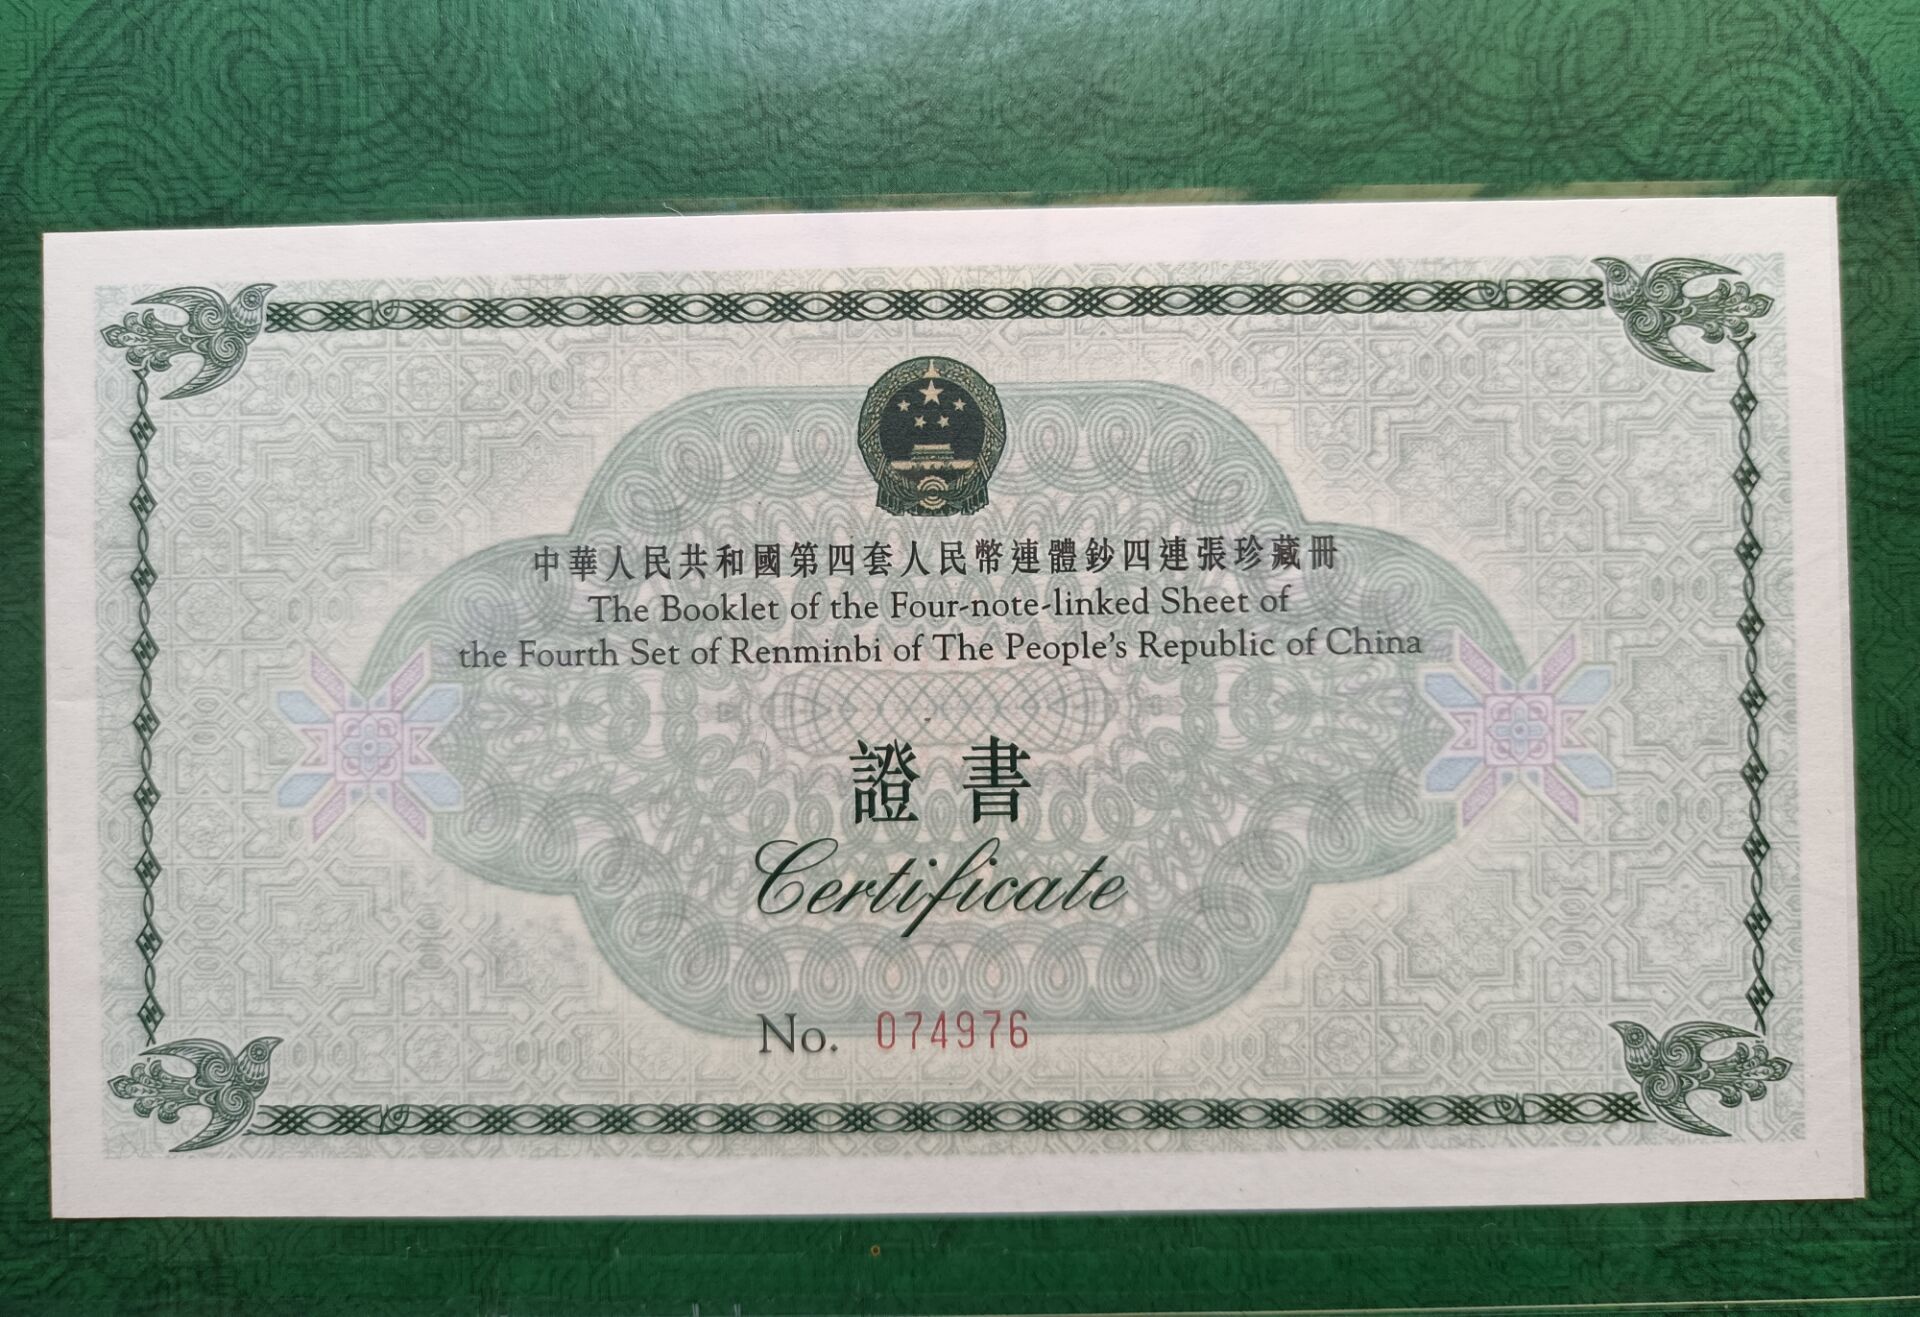 中華人民共和國第四套人民幣連體鈔四連張珍藏冊
The Booklet of the Four-note-linked Sheet of
the Fourth Set of Renminbi of The People's Republic of China
證書
Certificate
No. 074976